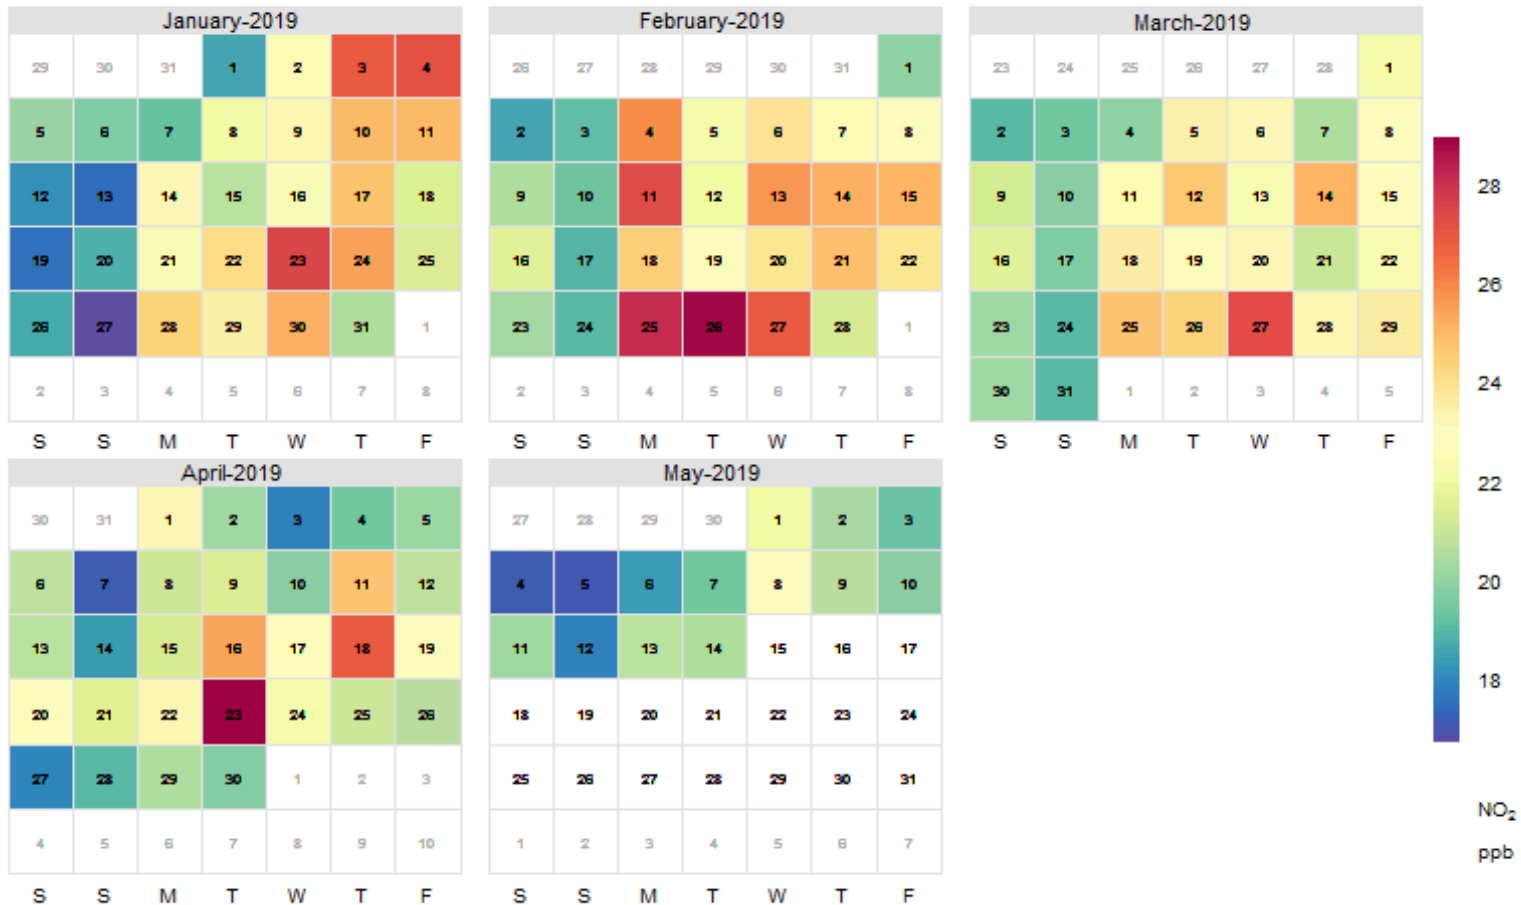 January-2019
29 30 31 1 2 3 4
5 6 7 8 9 10 11
12 13 14 15 16 17 18
19 20 21 22 23 24 25
26 27 28 29 30 31 1
2 3 4 5 6 7 8
S S M T W T F
February-2019
26 27 28 29 30 31 1
2 3 4 5 6 7 8
9 10 11 12 13 14 15
16 17 18 19 20 21 22
23 24 25 26 27 28 1
2 3 4 5 6 7 8
S S M T W T F
March-2019
23 24 25 26 27 28 1
2 3 4 5 6 7 8
9 10 11 12 13 14 15
16 17 18 19 20 21 22
23 24 25 26 27 28 29
30 31 1 2 3 4 5
S S M T W T F
April-2019
30 31 1 2 3 4 5
6 7 8 9 10 11 12
13 14 15 16 17 18 19
20 21 22 23 24 25 26
27 28 29 30 1 2 3
4 5 6 7 8 9 10
S S M T W T F
May-2019
27 28 29 30 1 2 3
4 5 6 7 8 9 10
11 12 13 14 15 16 17
18 19 20 21 22 23 24
25 26 27 28 29 30 31
1 2 3 4 5 6 7
S S M T W T F
28
26
24
22
20
18
NO₂
ppb